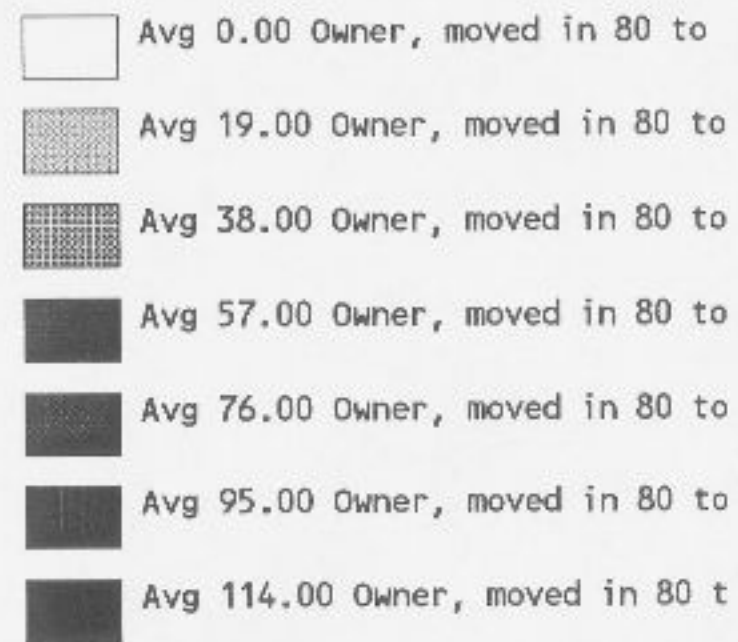 Avg 0.00 Owner, moved in 80 to
Avg 19.00 Owner, moved in 80 to
Avg 38.00 Owner, moved in 80 to
Avg 57.00 Owner, moved in 80 to
Avg 76.00 Owner, moved in 80 to
Avg 95.00 Owner, moved in 80 to
Avg 114.00 Owner, moved in 80 t